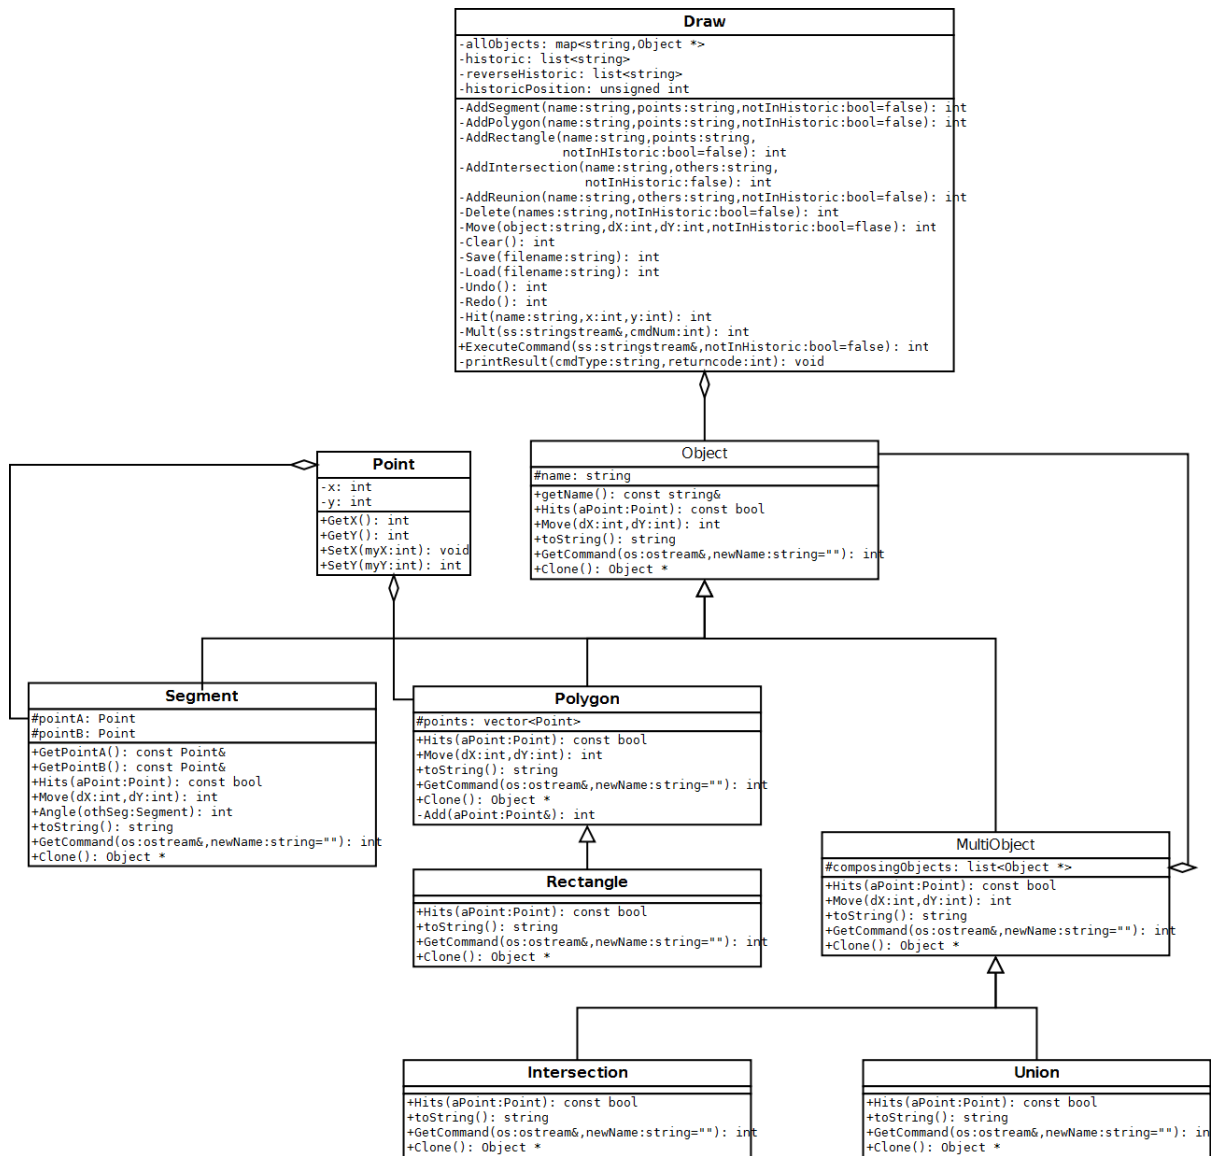 Draw
-allObjects: map<string,Object *>
-historic: list<string>
-reverseHistoric: list<string>
-historicPosition: unsigned int
-AddSegment(name:string,points:string,notInHistoric:bool=false): int
-AddPolygon(name:string,points:string,notInHistoric:bool=false): int
-AddRectangle(name:string,points:string,
notInHIstoric:bool=false): int
-AddIntersection(name:string,others:string,
notInHistoric:false): int
-AddReunion(name:string,others:string,notInHistoric:bool=false): int
-Delete(names:string,notInHistoric:bool=false): int
-Move(object:string,dX:int,dY:int,notInHistoric:bool=flase): int
-Clear(): int
-Save(filename:string): int
-Load(filename:string): int
-Undo(): int
-Redo(): int
-Hit(name:string,x:int,y:int): int
-Mult(ss:stringstream&,cmdNum:int): int
+ExecuteCommand(ss:stringstream&,notInHistoric:bool=false): int
-printResult(cmdType:string,returncode:int): void
Point
-x: int
-y: int
+GetX(): int
+GetY(): int
+SetX(myX:int): void
+SetY(myY:int): int
Object
#name: string
+getName(): const string&
+Hits(aPoint:Point): const bool
+Move(dX:int,dY:int): int
+toString(): string
+GetCommand(os:ostream&,newName:string=""): int
+Clone(): Object *
Segment
#pointA: Point
#pointB: Point
+GetPointA(): const Point&
+GetPointB(): const Point&
+Hits(aPoint:Point): const bool
+Move(dX:int,dY:int): int
+Angle(othSeg:Segment): int
+toString(): string
+GetCommand(os:ostream&,newName:string=""): int
+Clone(): Object *
Polygon
#points: vector<Point>
+Hits(aPoint:Point): const bool
+Move(dX:int,dY:int): int
+toString(): string
+GetCommand(os:ostream&,newName:string=""): int
+Clone(): Object *
-Add(aPoint:Point&): int
Rectangle
+Hits(aPoint:Point): const bool
+toString(): string
+GetCommand(os:ostream&,newName:string=""): int
+Clone(): Object *
MultiObject
#composingObjects: list<Object *>
+Hits(aPoint:Point): const bool
+Move(dX:int,dY:int): int
+toString(): string
+GetCommand(os:ostream&,newName:string=""): int
+Clone(): Object *
Intersection
+Hits(aPoint:Point): const bool
+toString(): string
+GetCommand(os:ostream&,newName:string=""): int
+Clone(): Object *
Union
+Hits(aPoint:Point): const bool
+toString(): string
+GetCommand(os:ostream&,newName:string=""): int
+Clone(): Object *